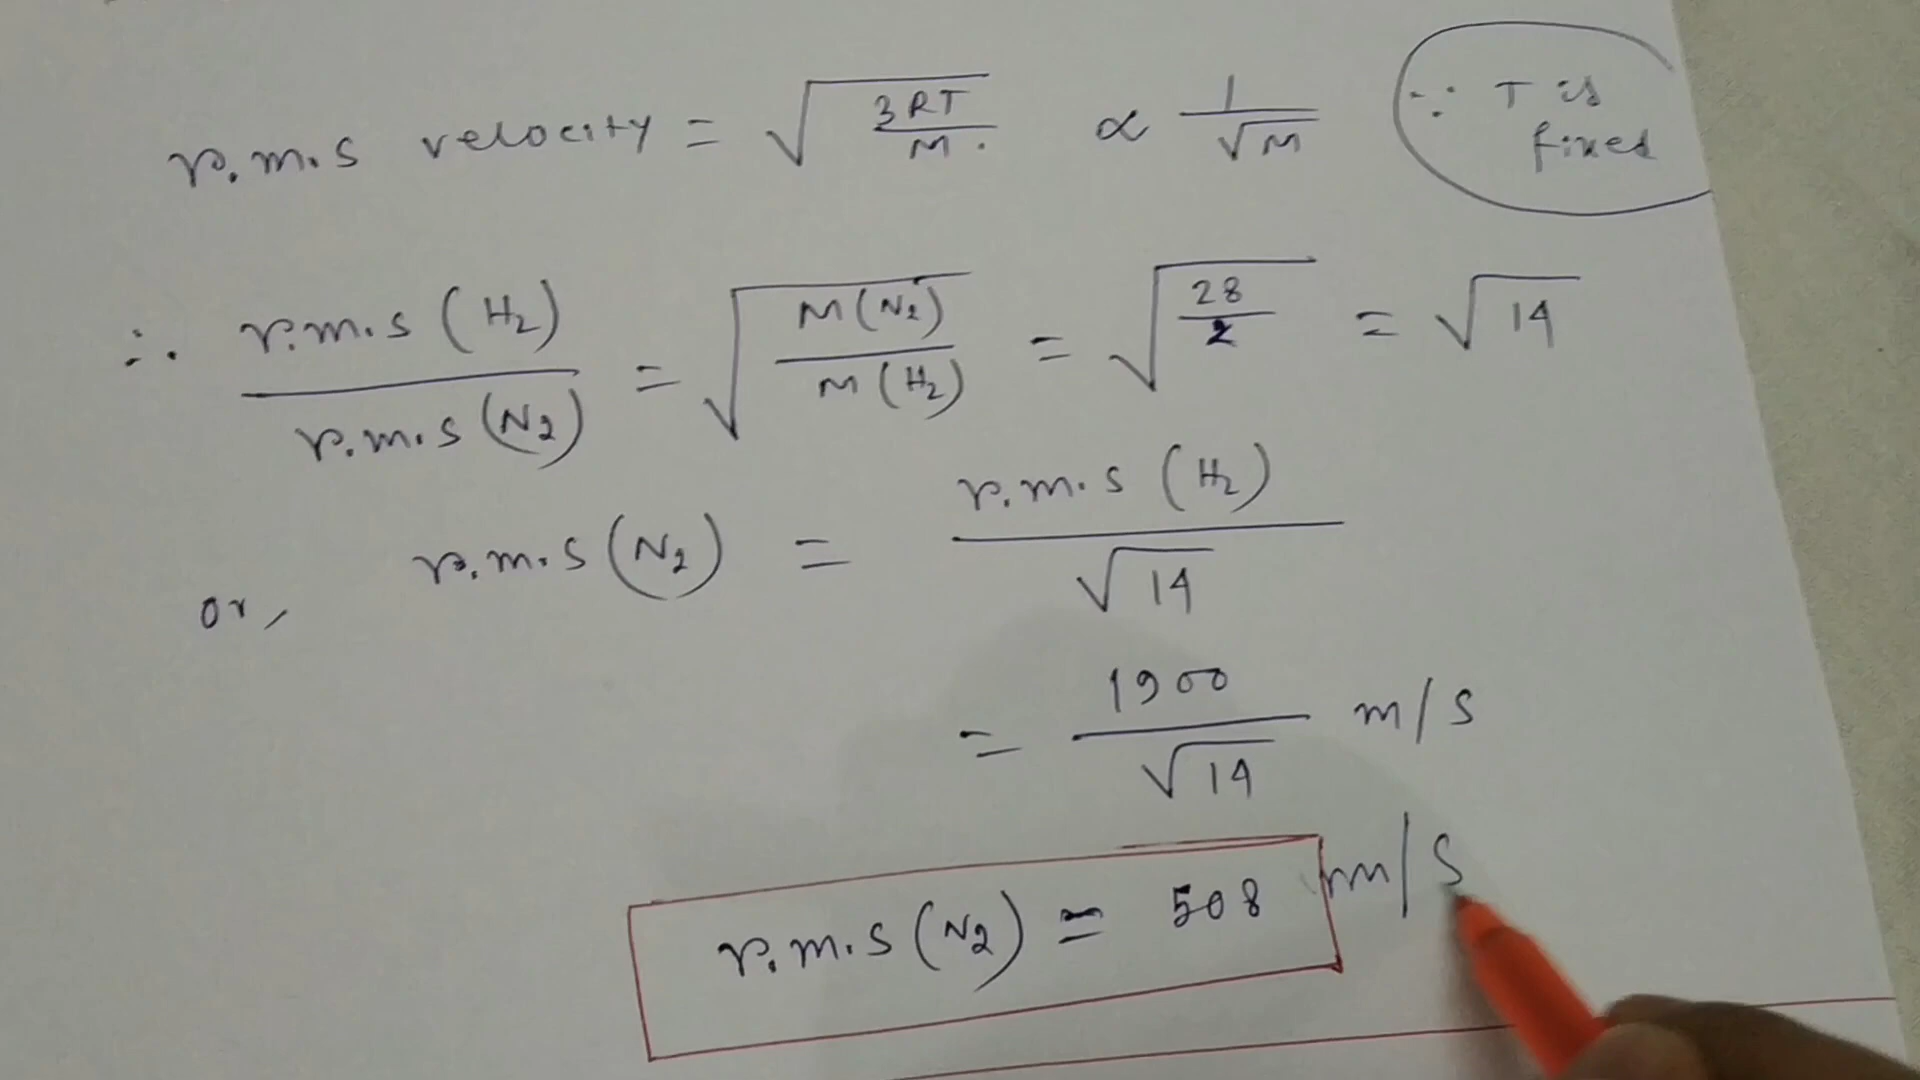 r.m.s velocity = √(3RT/M.) ∝ 1/√M ∵ T is fixed
∴ r.m.s (H₂) / r.m.s (N₂) = √(M(N₂)/M(H₂)) = √(28/2) = √14
or, r.m.s (N₂) = r.m.s (H₂) / √14
= 1900/√14 m/s
r.m.s (N₂) = 508 m/s